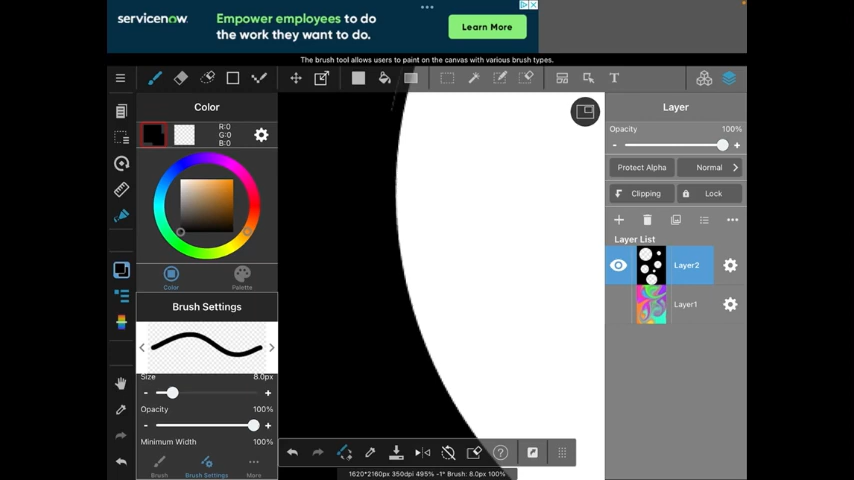 servicenow.
Empower employees to do
the work they want to do.
Learn More
The brush tool allows users to paint on the canvas with various brush types.
T
Color
R:0
G:0
B:0
Color
Palette
Brush Settings
Size 8.0px
- +
Opacity 100%
- +
Minimum Width 100%
Brush
Brush Settings
More
?
1620*2160px 350dpi 495% -1° Brush: 8.0px 100%
Layer
Opacity 100%
- +
Protect Alpha
Normal
Clipping
Lock
Layer List
Layer2
Layer1